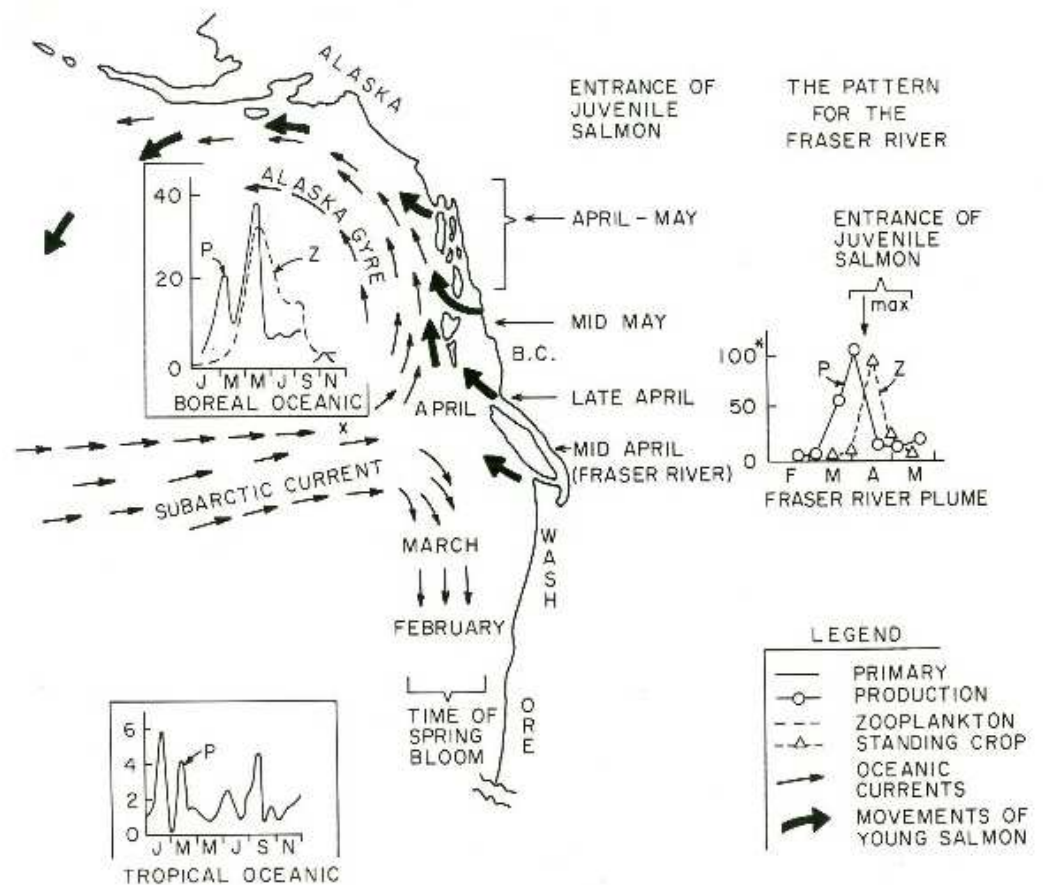 ALASKA
ENTRANCE OF
JUVENILE
SALMON
THE PATTERN
FOR THE
FRASER RIVER
ALASKA GYRE
40
20
0
P
Z
J M M J S N
BOREAL OCEANIC
APRIL - MAY
MID MAY
B.C.
LATE APRIL
MID APRIL
(FRASER RIVER)
ENTRANCE OF
JUVENILE
SALMON
max
100*
50
0
P
Z
F M A M
FRASER RIVER PLUME
APRIL
x
SUBARCTIC CURRENT
MARCH
FEBRUARY
TIME OF
SPRING
BLOOM
WASH
ORE
6
4
2
0
P
J M M J S N
TROPICAL OCEANIC
LEGEND
PRIMARY
PRODUCTION
ZOOPLANKTON
STANDING CROP
OCEANIC
CURRENTS
MOVEMENTS OF
YOUNG SALMON